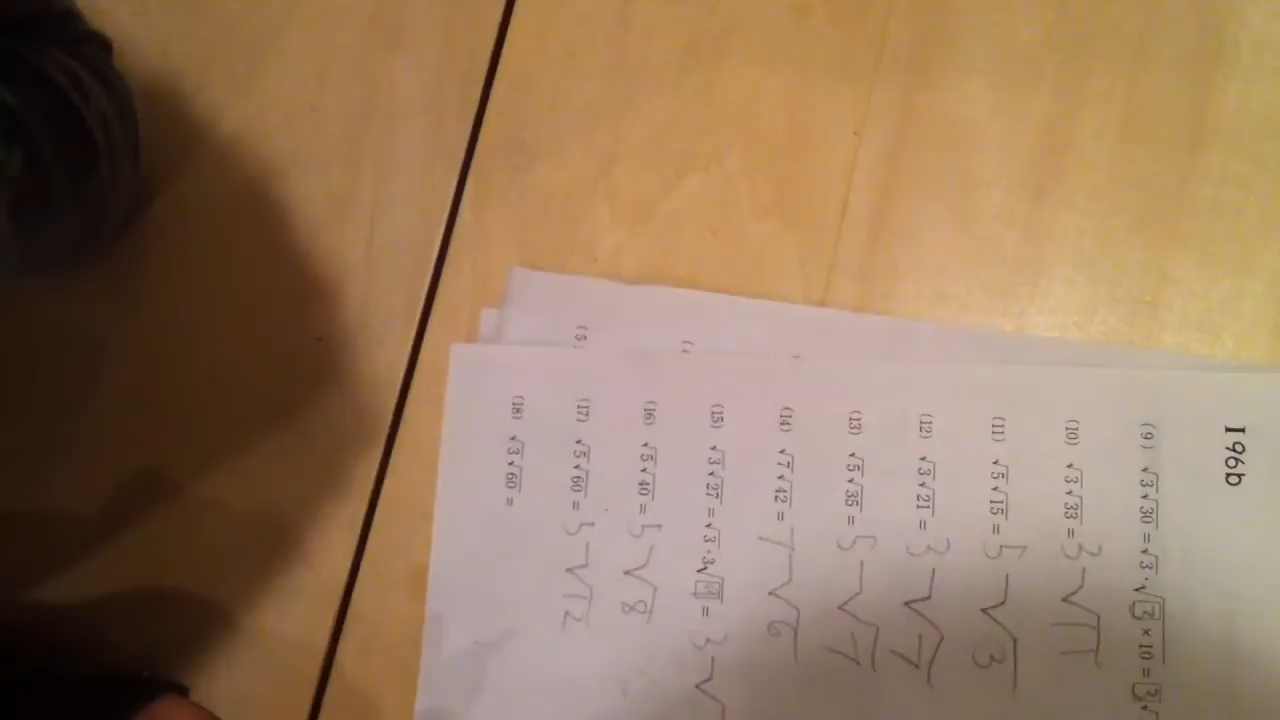 I 96b
(9) √3√30 = √3·√[3]×10 = [3]√
(10) √3√33 = 3√11
(11) √5√15 = 5√3
(12) √3√21 = 3√7
(13) √5√35 = 5√7
(14) √7√42 = 7√6
(15) √3√27 = √3·3√ = 3√
(16) √5√40 = 5√8
(17) √5√60 = 5√12
(18) √3√60 =
(5